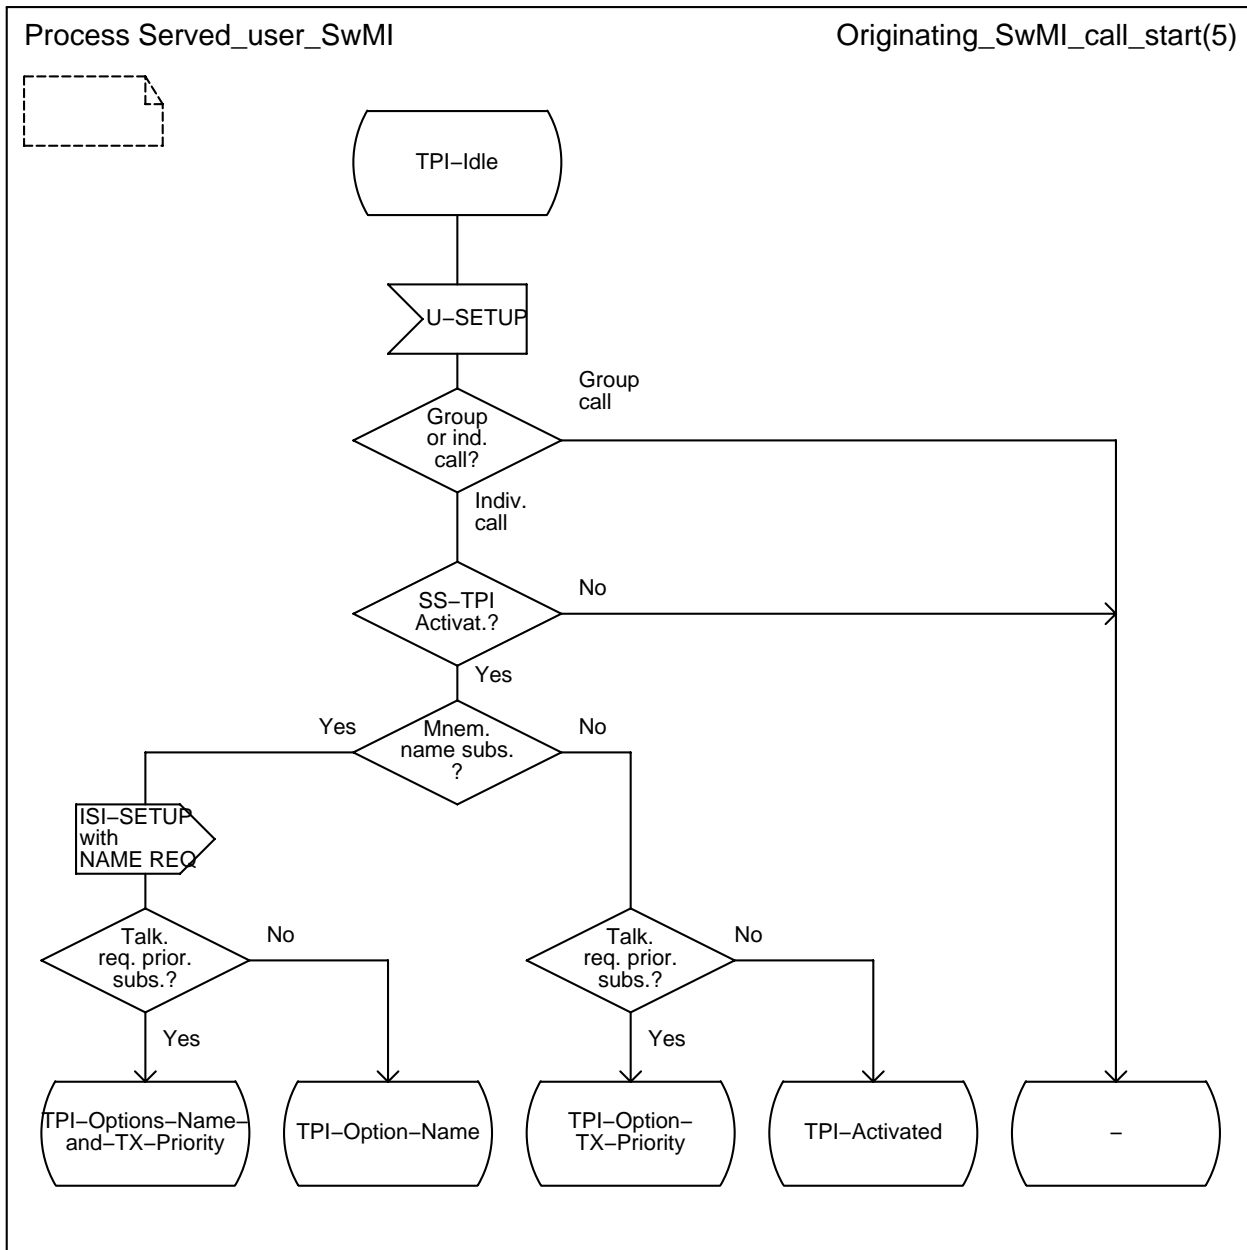 Process Served_user_SwMI
Originating_SwMI_call_start(5)
TPI–Idle
U–SETUP
Group
call
Group
or ind.
call?
Indiv.
call
SS–TPI
Activat.?
No
Yes
Yes
Mnem.
name subs.
?
No
ISI–SETUP
with
NAME REQ
Talk.
req. prior.
subs.?
No
Talk.
req. prior.
subs.?
No
Yes
Yes
TPI–Options–Name–
and–TX–Priority
TPI–Option–Name
TPI–Option–
TX–Priority
TPI–Activated
–